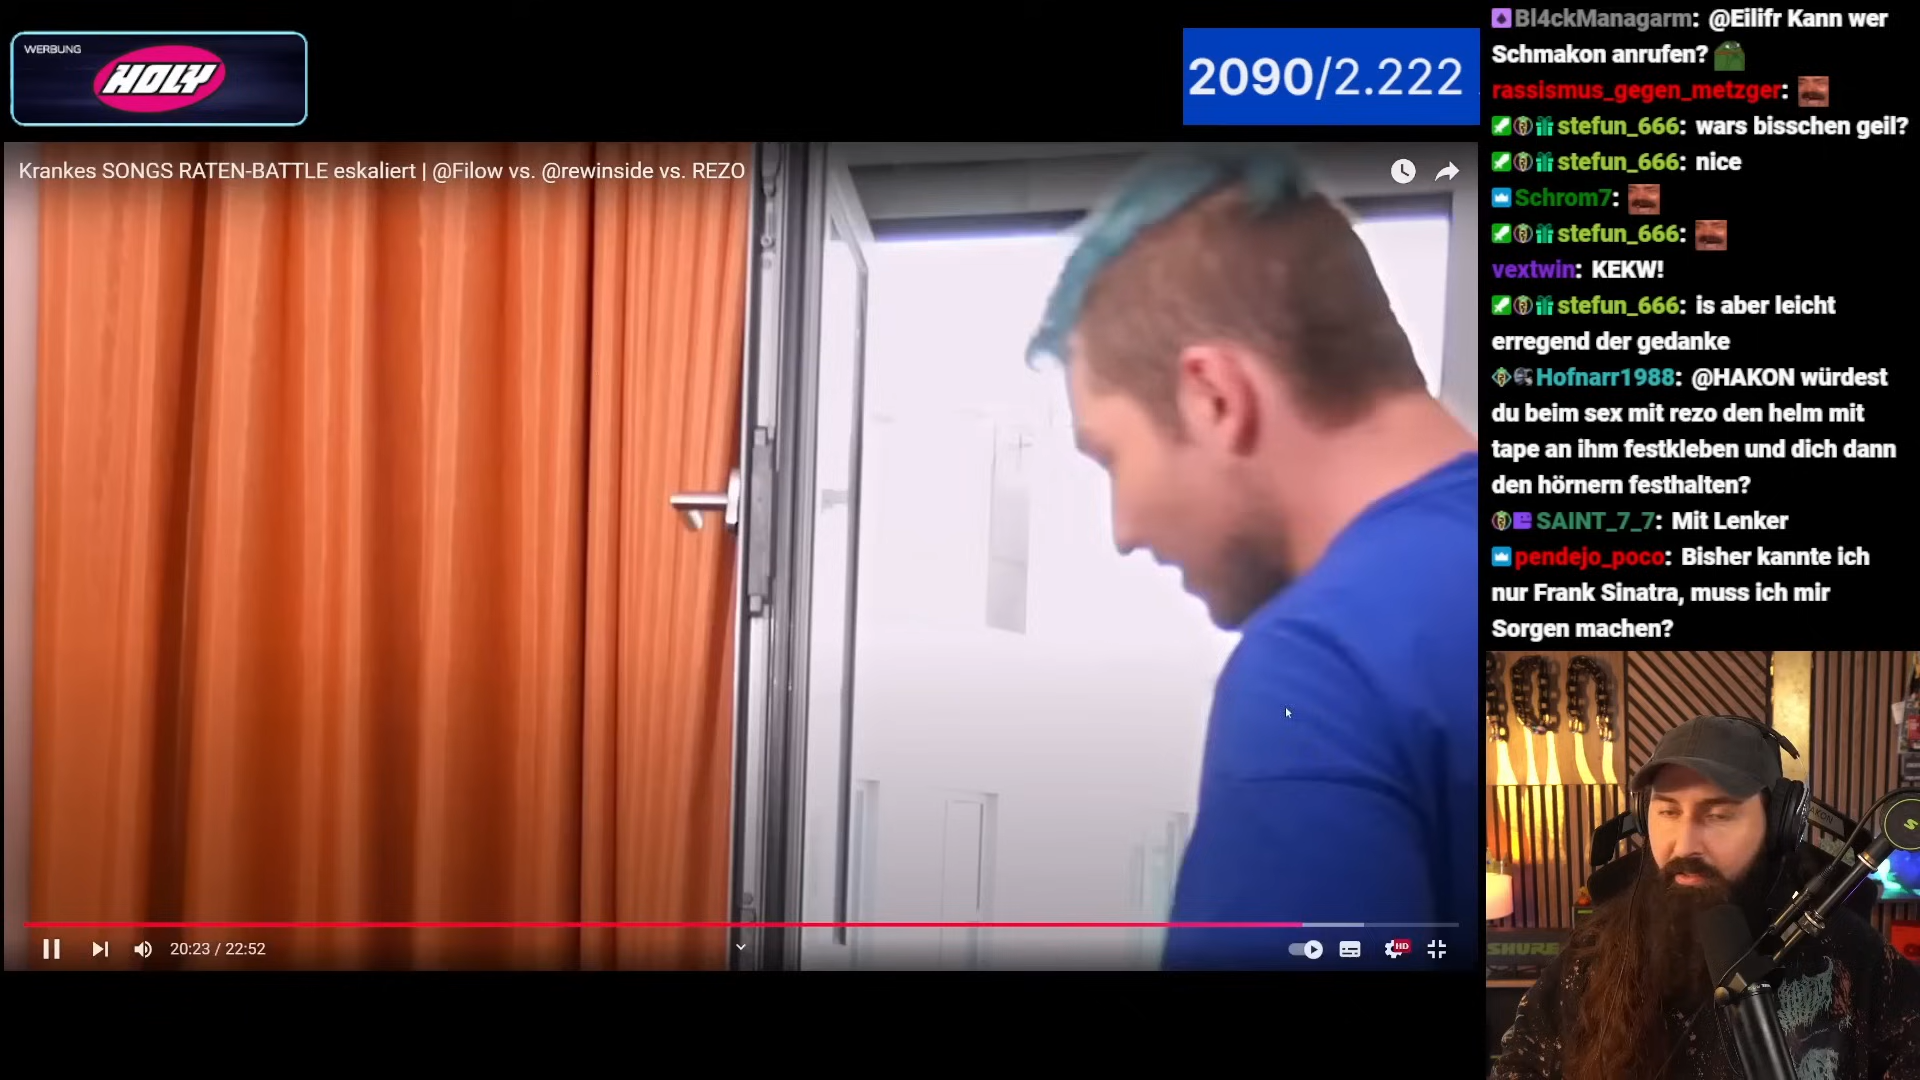 WERBUNG
HOLY
2090/2.222
Krankes SONGS RATEN-BATTLE eskaliert | @Filow vs. @rewinside vs. REZO
20:23 / 22:52
HD
Bl4ckManagarm: @Eilifr Kann wer
Schmakon anrufen?
rassismus_gegen_metzger:
stefun_666: wars bisschen geil?
stefun_666: nice
Schrom7:
stefun_666:
vextwin: KEKW!
stefun_666: is aber leicht
erregend der gedanke
Hofnarr1988: @HAKON würdest
du beim sex mit rezo den helm mit
tape an ihm festkleben und dich dann
den hörnern festhalten?
SAINT_7_7: Mit Lenker
pendejo_poco: Bisher kannte ich
nur Frank Sinatra, muss ich mir
Sorgen machen?
SHURE